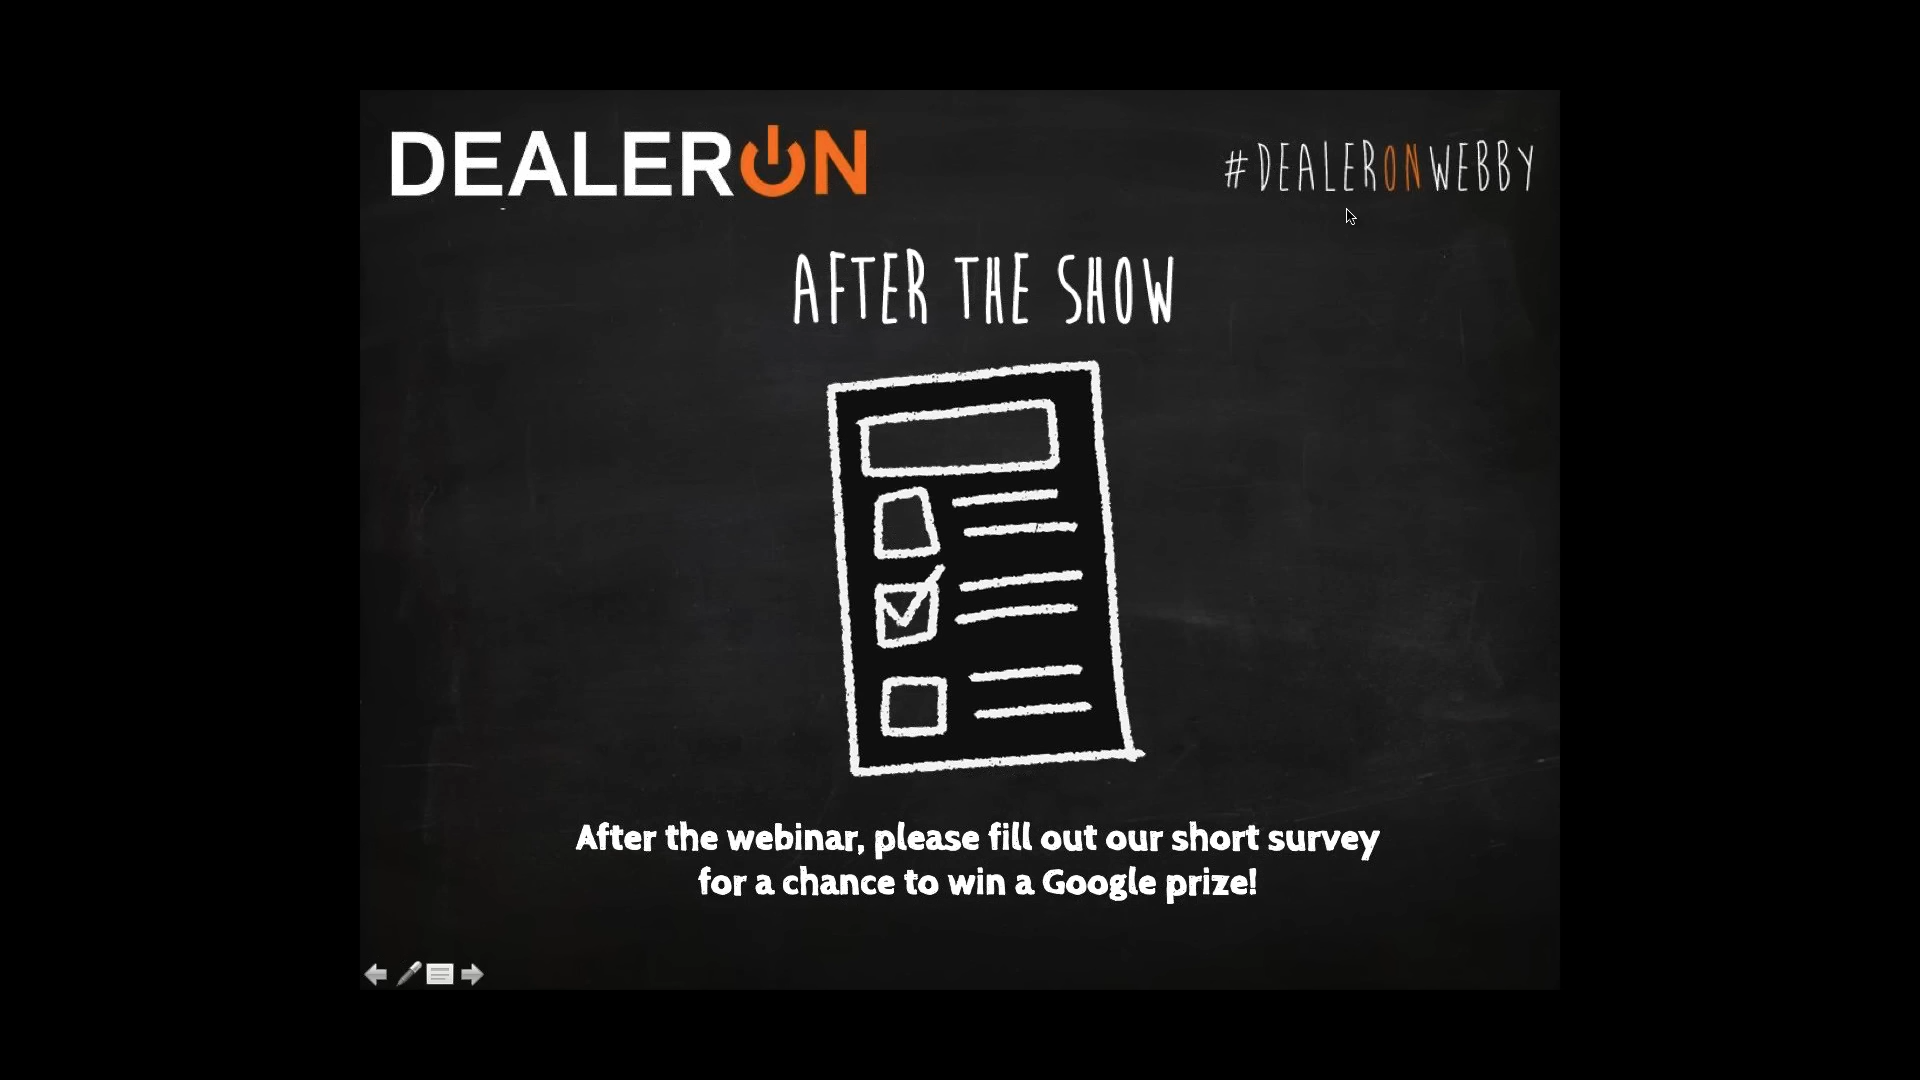 DEALERON
#DEALERONWEBBY
AFTER THE SHOW
After the webinar, please fill out our short survey
for a chance to win a Google prize!